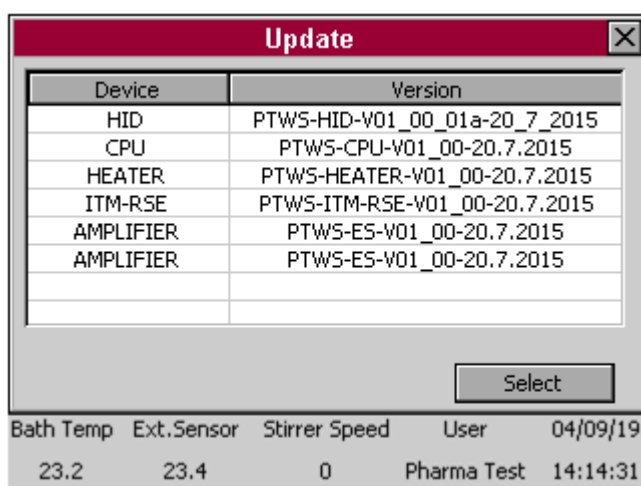 Update
Device Version
HID PTWS-HID-V01_00_01a-20_7_2015
CPU PTWS-CPU-V01_00-20.7.2015
HEATER PTWS-HEATER-V01_00-20.7.2015
ITM-RSE PTWS-ITM-RSE-V01_00-20.7.2015
AMPLIFIER PTWS-ES-V01_00-20.7.2015
AMPLIFIER PTWS-ES-V01_00-20.7.2015
Select
Bath Temp Ext.Sensor Stirrer Speed User 04/09/19
23.2 23.4 0 Pharma Test 14:14:31